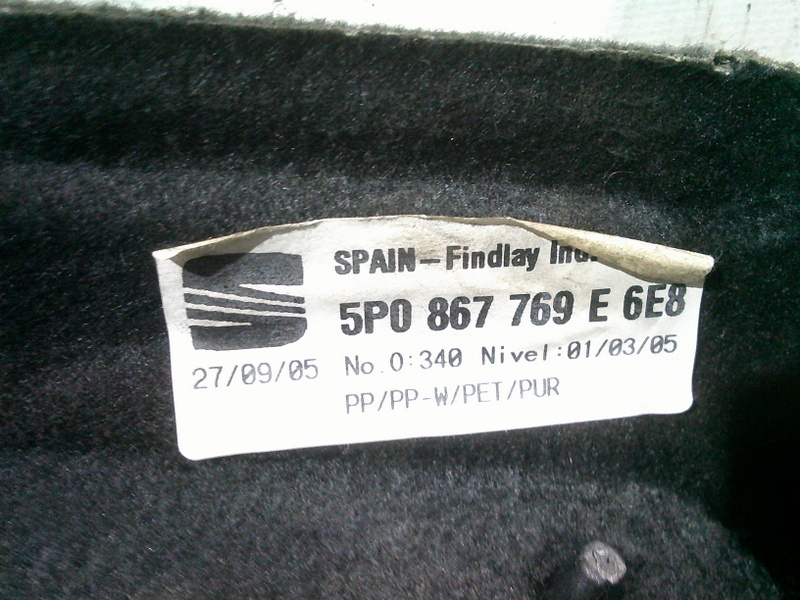 SPAIN-Findlay Ind.
5P0 867 769 E 6E8
27/09/05 No.O:340 Nivel:01/03/05
PP/PP-W/PET/PUR